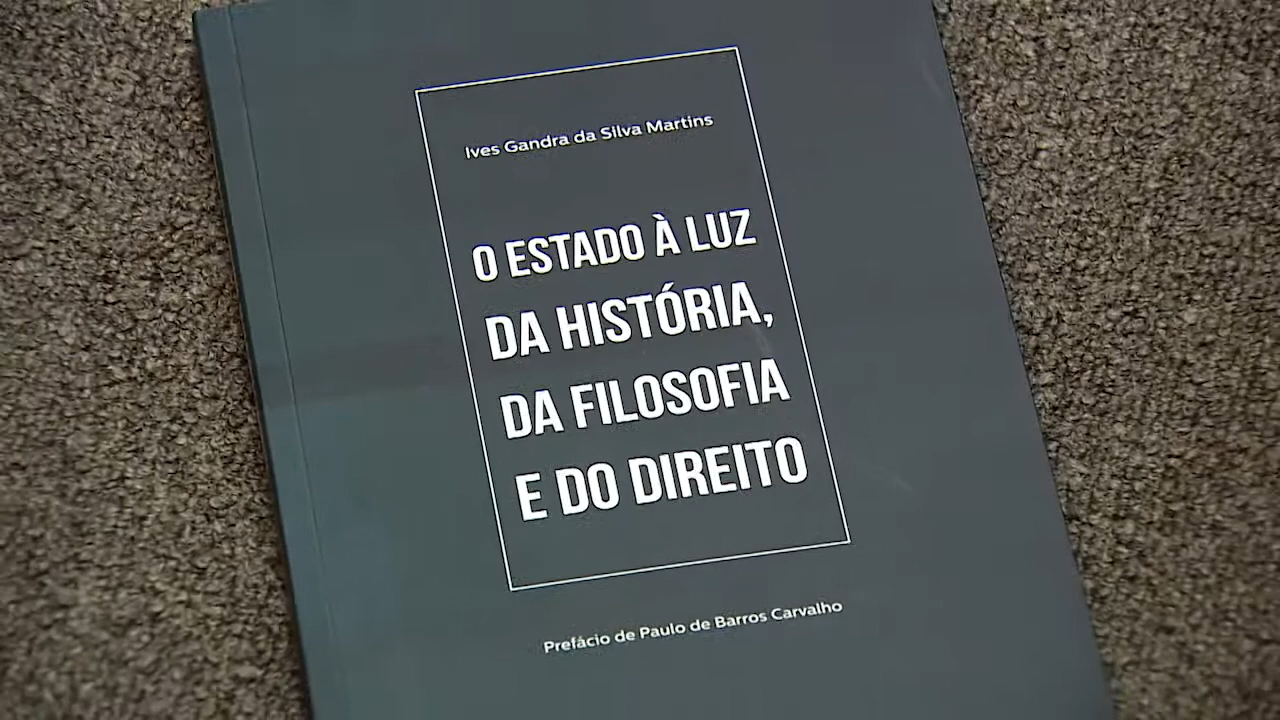 Ives Gandra da Silva Martins
O ESTADO À LUZ
DA HISTÓRIA,
DA FILOSOFIA
E DO DIREITO
Prefácio de Paulo de Barros Carvalho